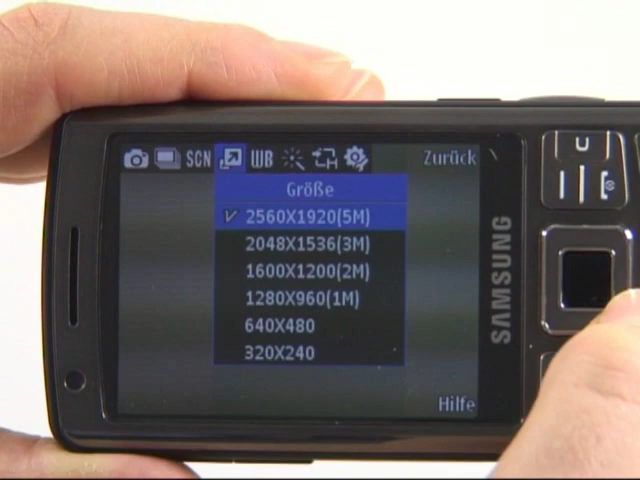 SCN WB Zurück
Größe
2560X1920(5M)
2048X1536(3M)
1600X1200(2M)
1280X960(1M)
640X480
320X240
Hilfe
SAMSUNG